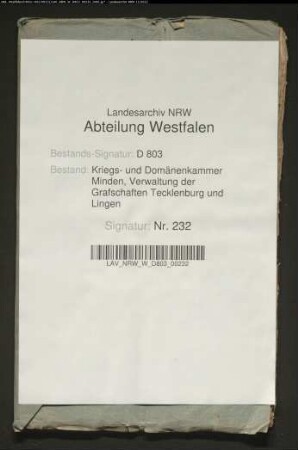 Landesarchiv NRW
Abteilung Westfalen
Bestands-Signatur: D 803
Bestand: Kriegs- und Domänenkammer
Minden, Verwaltung der
Grafschaften Tecklenburg und
Lingen
Signatur: Nr. 232
LAV_NRW_W_D803_00232